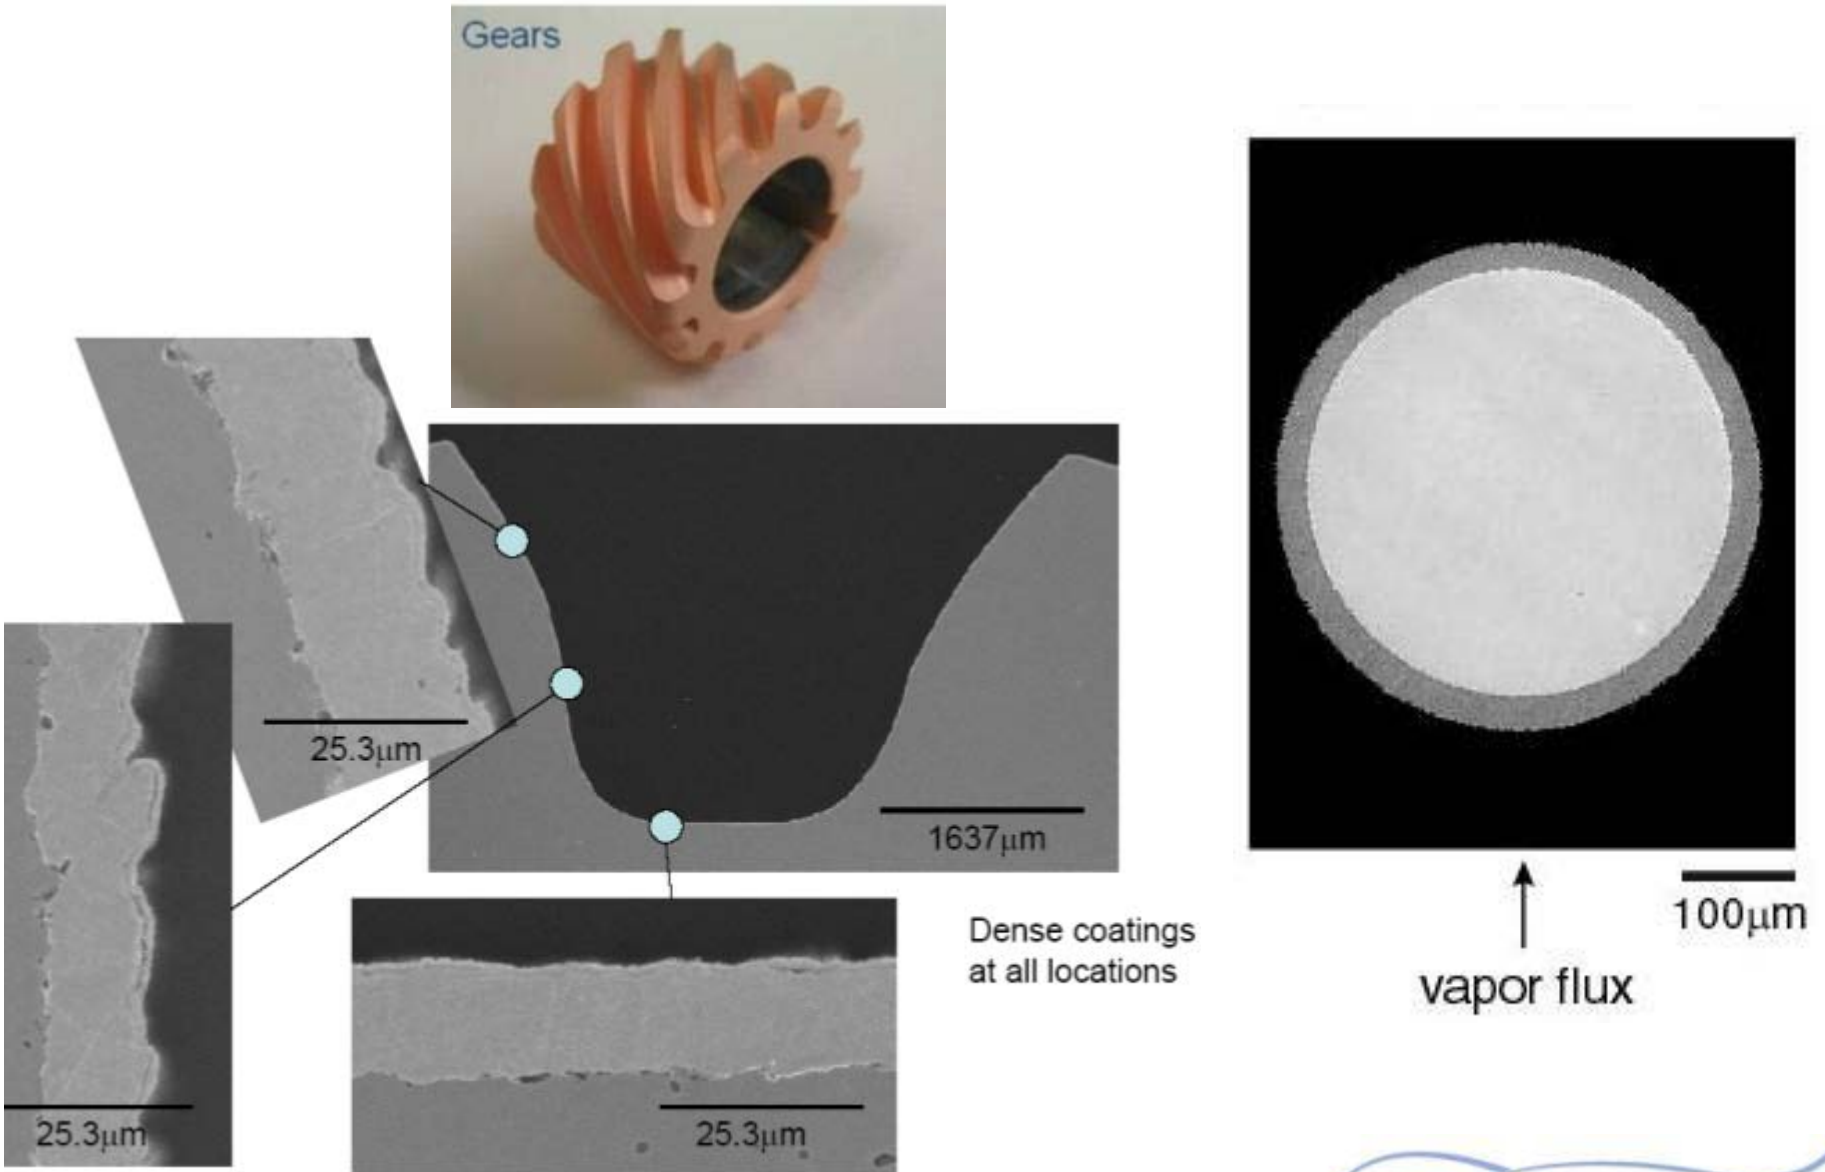 Gears
25.3μm
25.3μm
1637μm
25.3μm
Dense coatings
at all locations
100μm
vapor flux